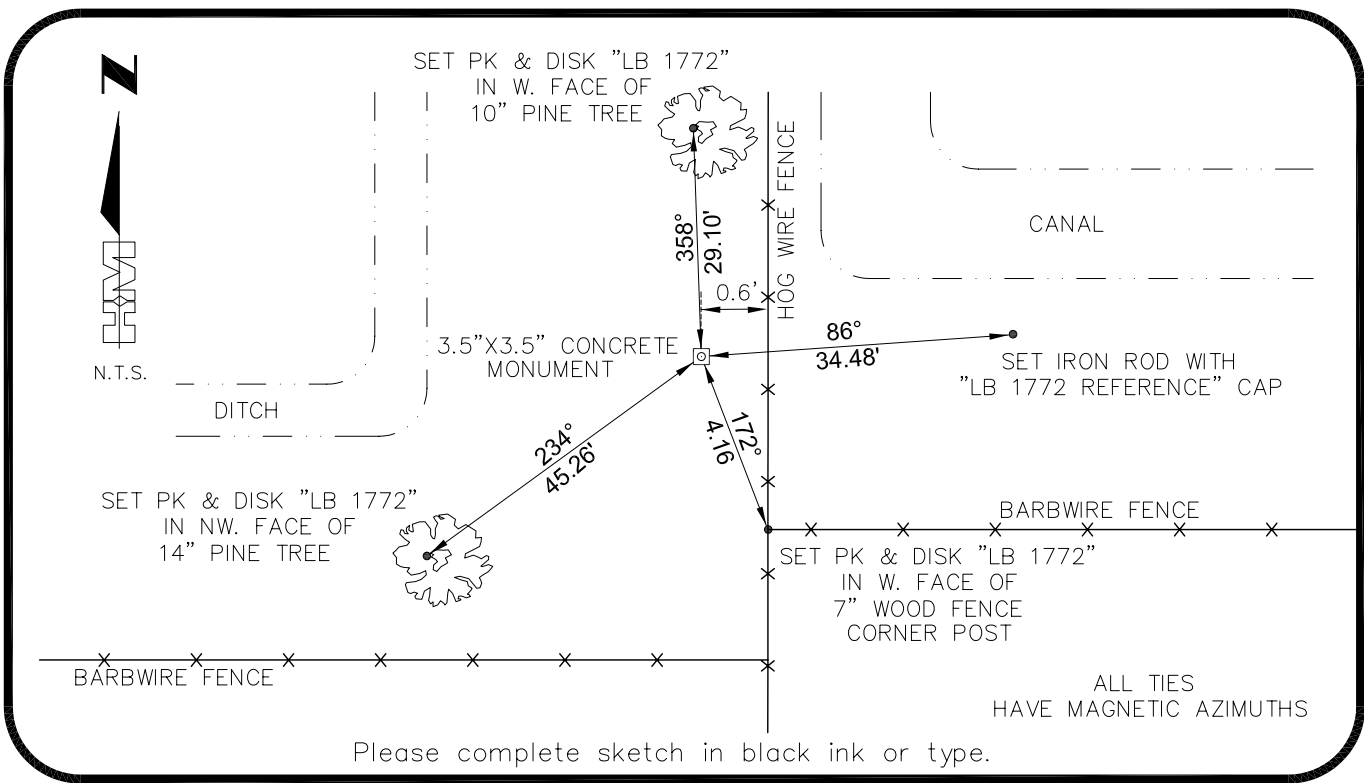 N
HM
N.T.S.
SET PK & DISK "LB 1772"
IN W. FACE OF
10" PINE TREE
HOG WIRE FENCE
CANAL
358°
29.10'
0.6'
3.5"X3.5" CONCRETE
MONUMENT
86°
34.48'
SET IRON ROD WITH
"LB 1772 REFERENCE" CAP
DITCH
234°
45.26'
172°
4.16
SET PK & DISK "LB 1772"
IN NW. FACE OF
14" PINE TREE
BARBWIRE FENCE
SET PK & DISK "LB 1772"
IN W. FACE OF
7" WOOD FENCE
CORNER POST
BARBWIRE FENCE
ALL TIES
HAVE MAGNETIC AZIMUTHS
Please complete sketch in black ink or type.